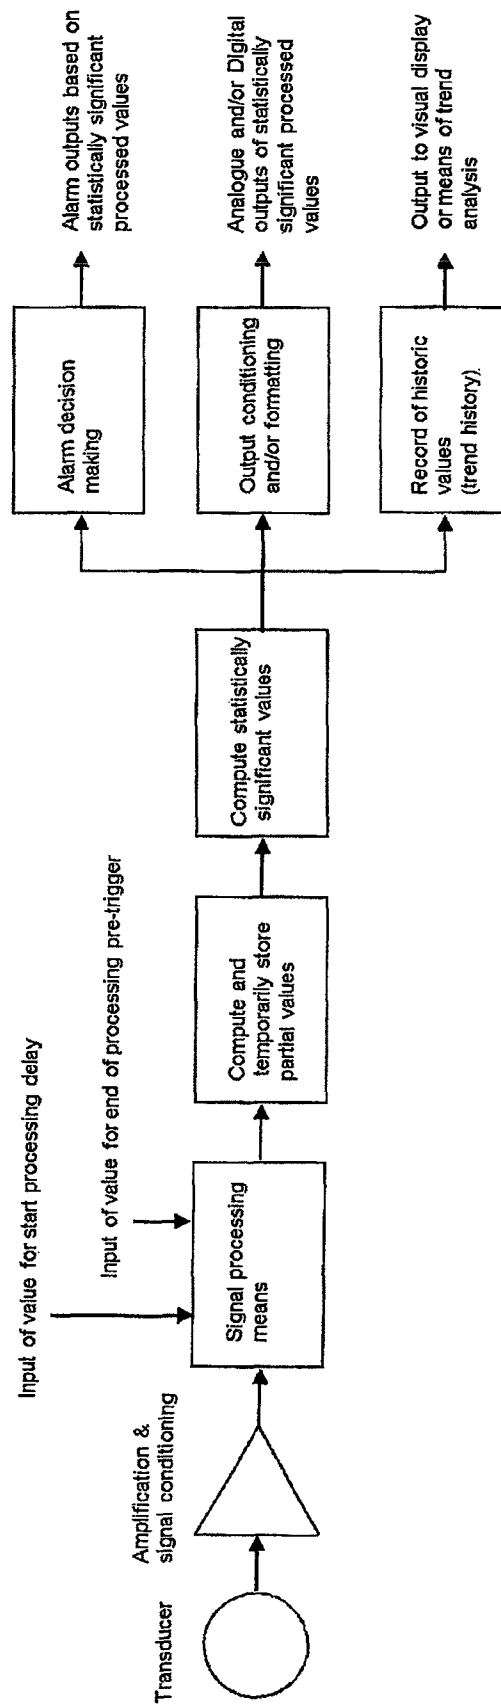 Transducer
Amplification &
signal conditioning
Input of value for start processing delay
Input of value for end of processing pre-trigger
Signal processing
means
Compute and
temporarily store
partial values
Compute statistically
significant values
Alarm decision
making
Alarm outputs based on
statistically significant
processed values
Output conditioning
and/or formatting
Analogue and/or Digital
outputs of statistically
significant processed
values
Record of historic
values
(trend history).
Output to visual display
or means of trend
analysis